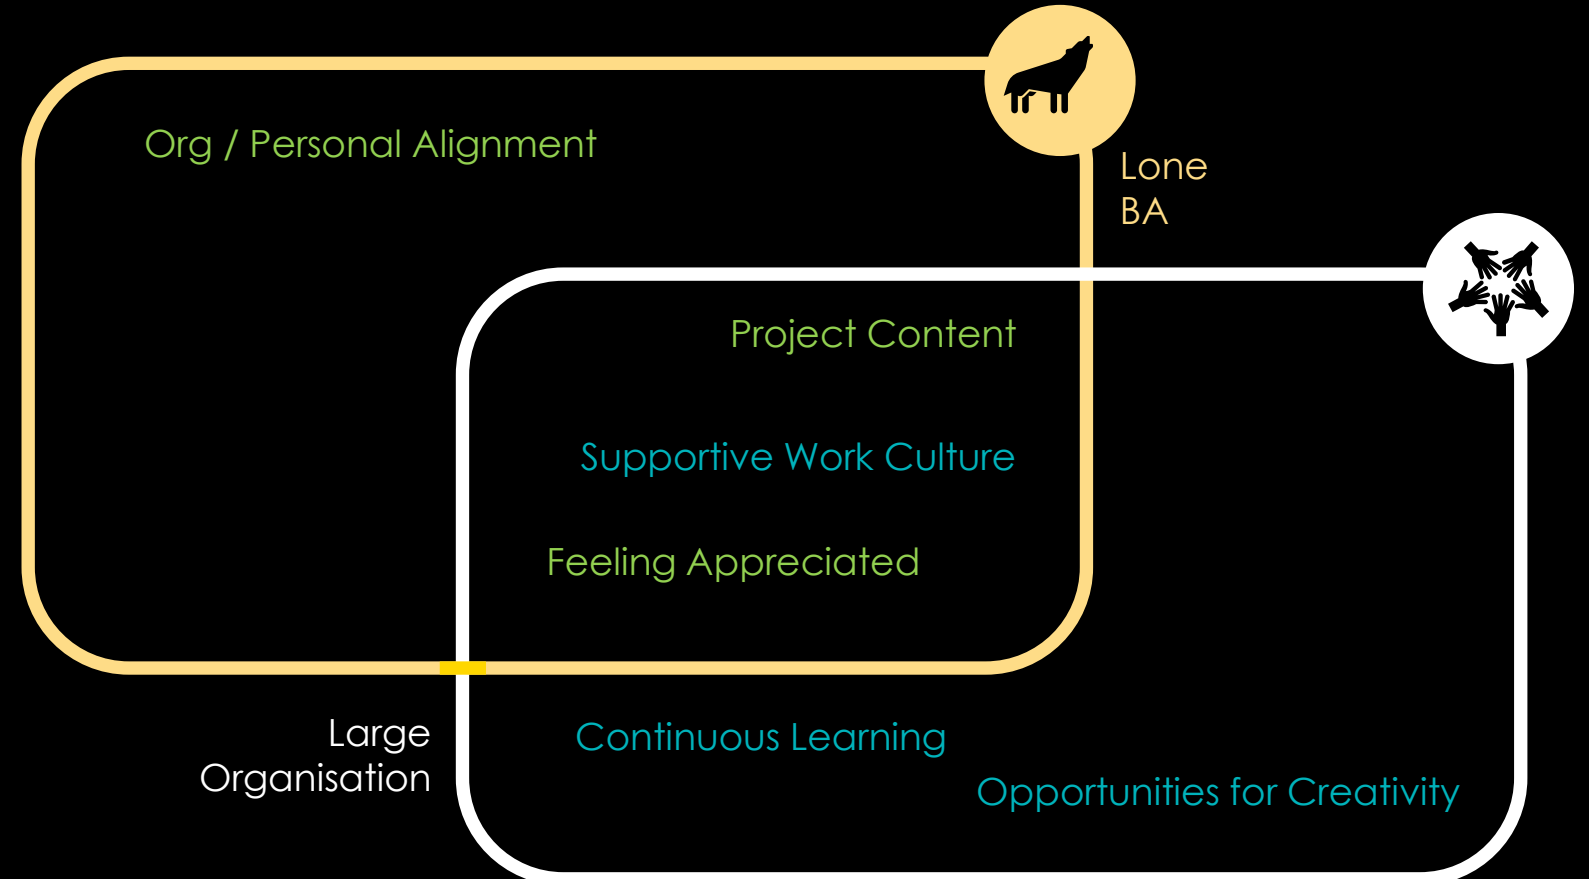 Org / Personal Alignment
Lone
BA
Project Content
Supportive Work Culture
Feeling Appreciated
Large
Organisation
Continuous Learning
Opportunities for Creativity